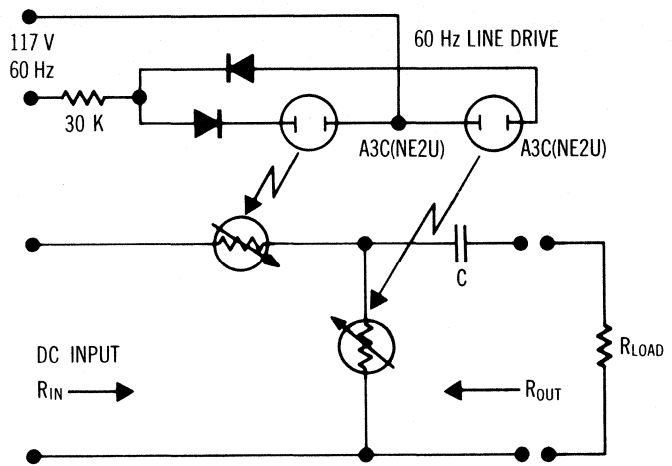 117 V
60 Hz
60 Hz LINE DRIVE
30 K
A3C(NE2U)
A3C(NE2U)
C
DC INPUT
RIN
ROUT
RLOAD